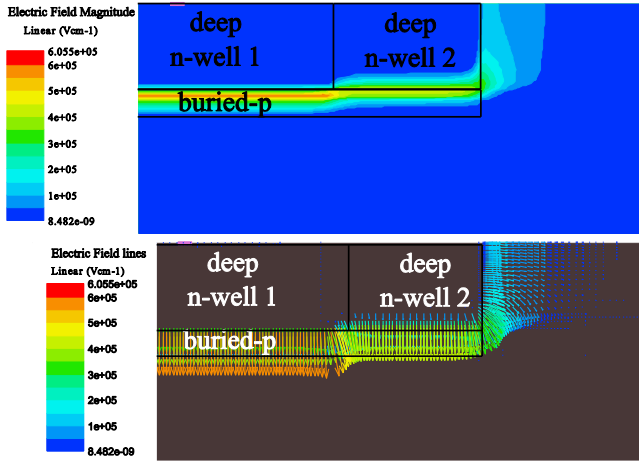 Electric Field Magnitude
Linear (Vcm-1)
6.055e+05
6e+05
5e+05
4e+05
3e+05
2e+05
1e+05
8.482e-09
deep
n-well 1
deep
n-well 2
buried-p
Electric Field lines
Linear (Vcm-1)
6.055e+05
6e+05
5e+05
4e+05
3e+05
2e+05
1e+05
8.482e-09
deep
n-well 1
deep
n-well 2
buried-p